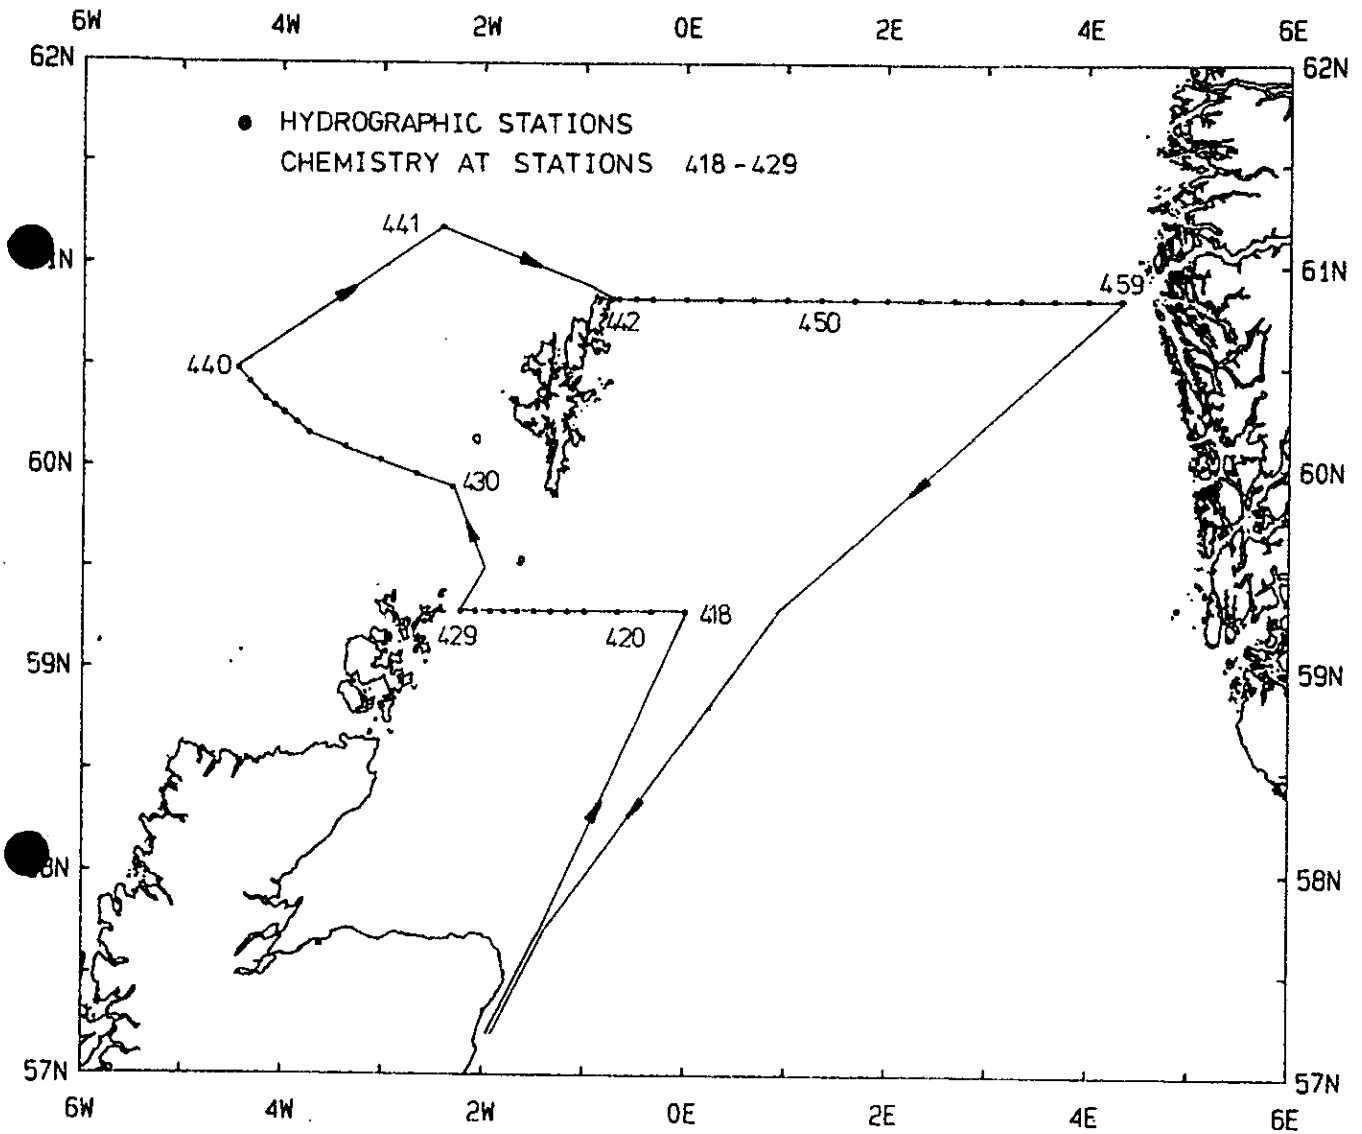 6W 4W 2W 0E 2E 4E 6E
62N 62N
● HYDROGRAPHIC STATIONS
CHEMISTRY AT STATIONS 418-429
441
1N 61N
459
442 450
440
60N 430 60N
418
429 420
59N 59N
8N 58N
57N 57N
6W 4W 2W 0E 2E 4E 6E